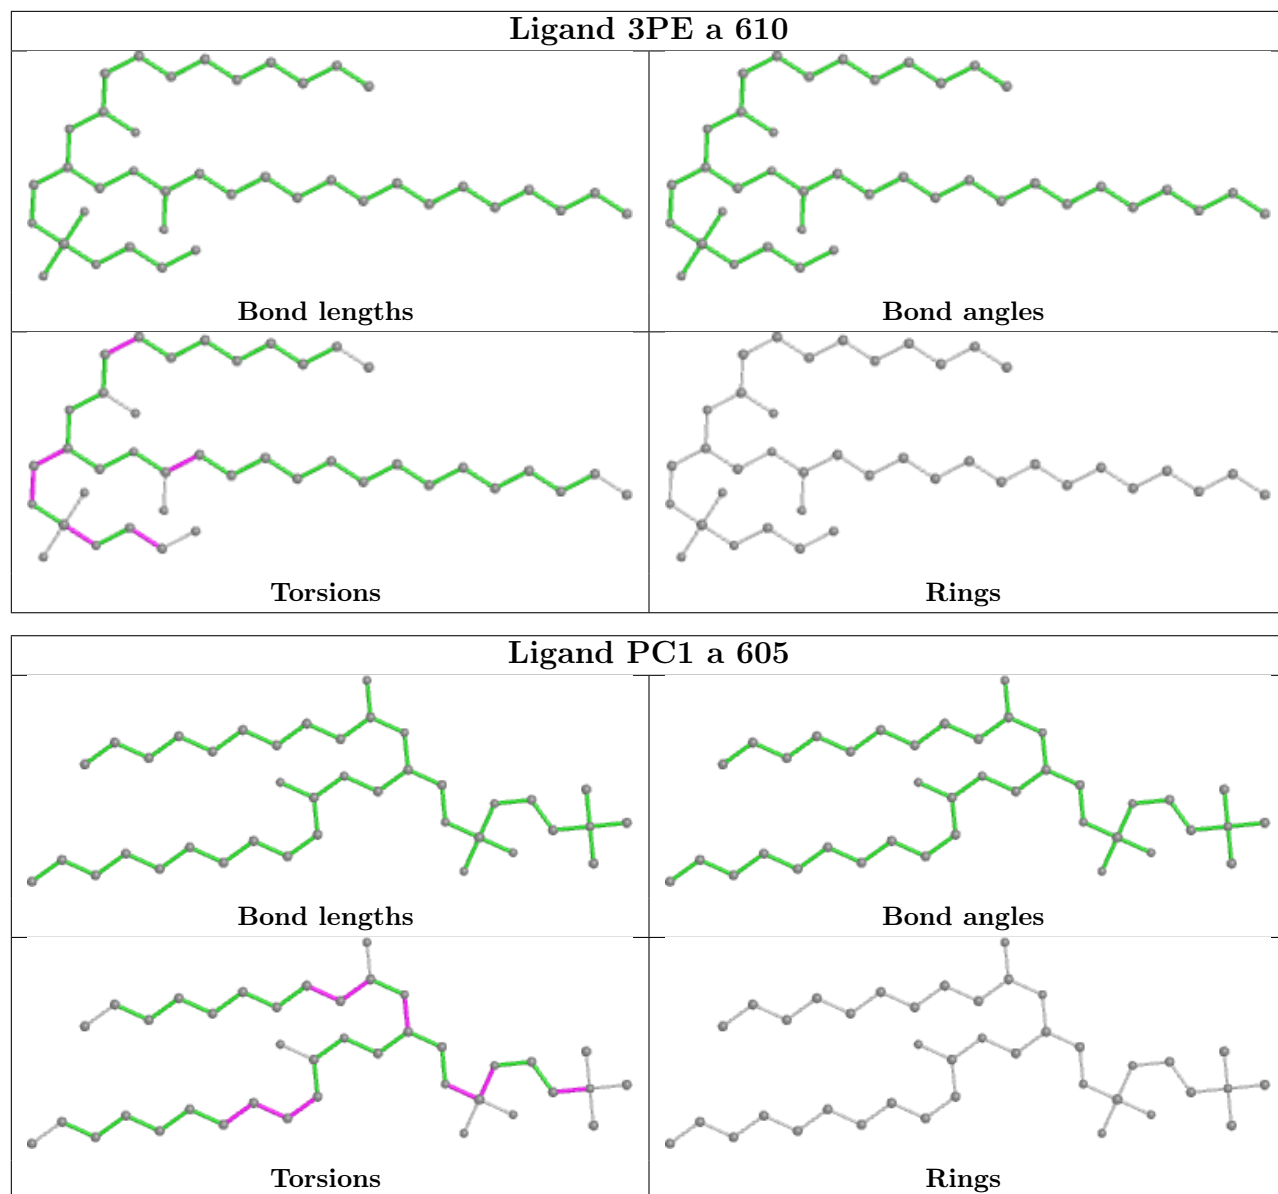 Ligand 3PE a 610
Bond lengths
Bond angles
Torsions
Rings
Ligand PC1 a 605
Bond lengths
Bond angles
Torsions
Rings